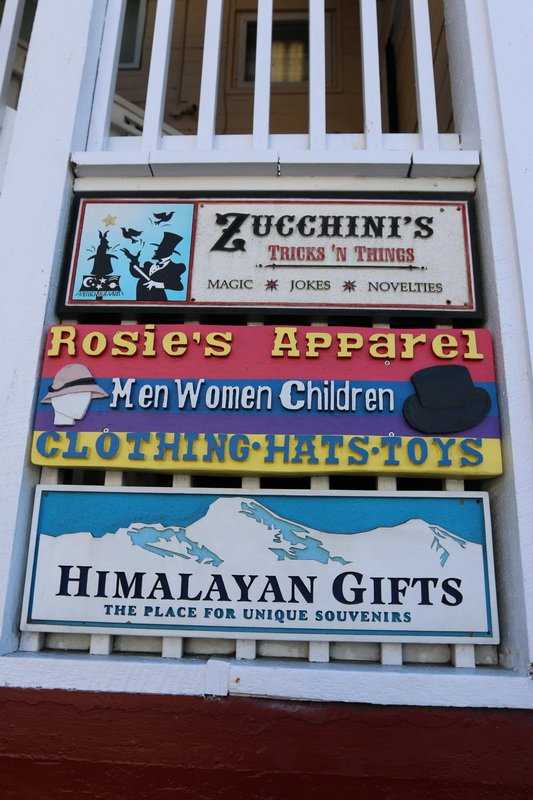 ZUCCHINI'S
TRICKS 'N THINGS
MAGIC ✷ JOKES ✷ NOVELTIES
Rosie's Apparel
Men Women Children
CLOTHING·HATS·TOYS
HIMALAYAN GIFTS
THE PLACE FOR UNIQUE SOUVENIRS